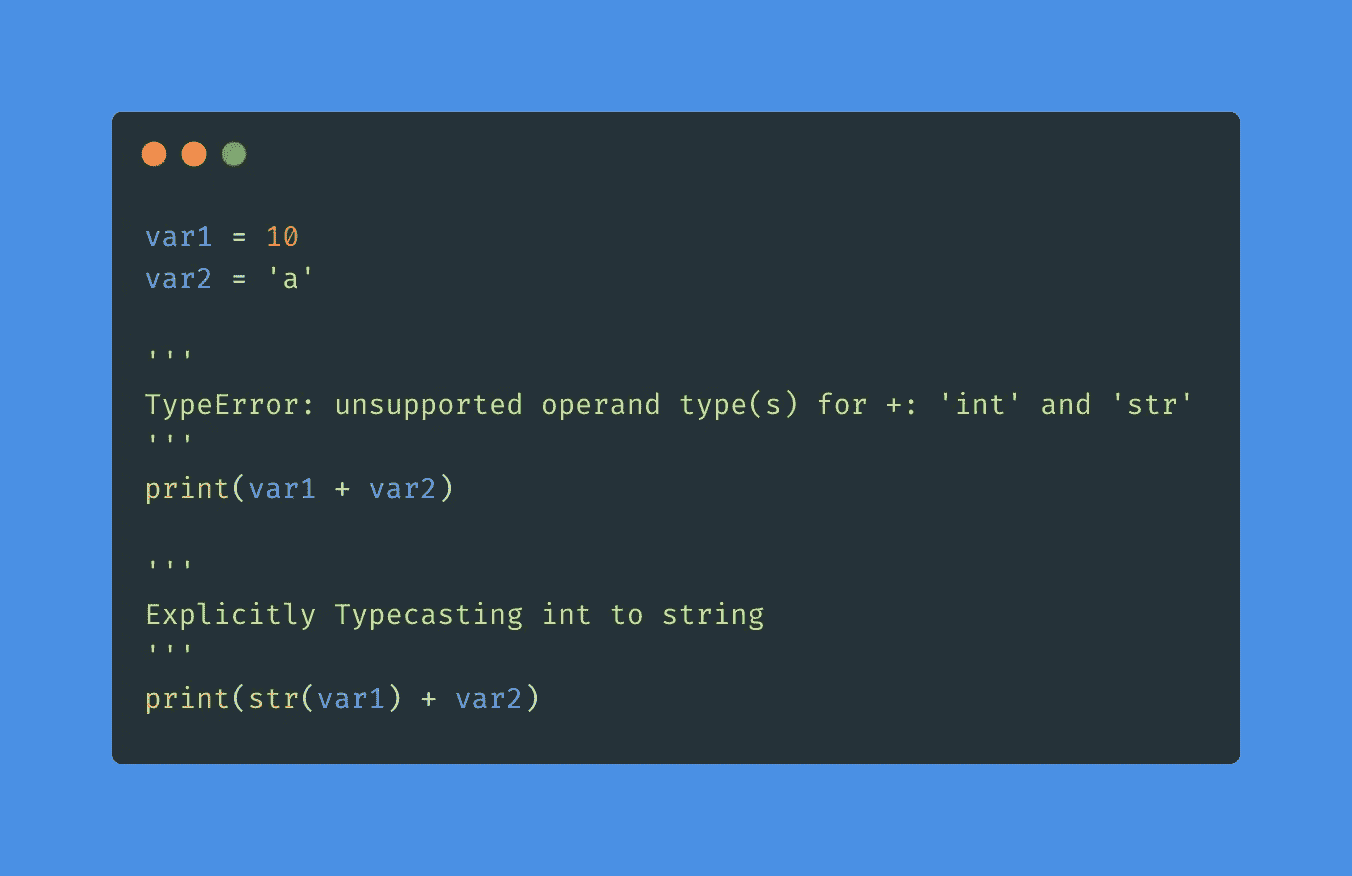 var1 = 10
var2 = 'a'
'''
TypeError: unsupported operand type(s) for +: 'int' and 'str'
'''
print(var1 + var2)
'''
Explicitly Typecasting int to string
'''
print(str(var1) + var2)